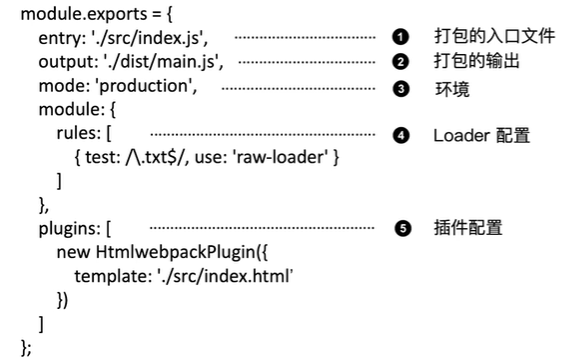 module.exports = {
entry: './src/index.js', ❶ 打包的入口文件
output: './dist/main.js', ❷ 打包的输出
mode: 'production', ❸ 环境
module: {
rules: [ ❹ Loader 配置
{ test: /\.txt$/, use: 'raw-loader' }
]
},
plugins: [ ❺ 插件配置
new HtmlwebpackPlugin({
template: './src/index.html'
})
]
};